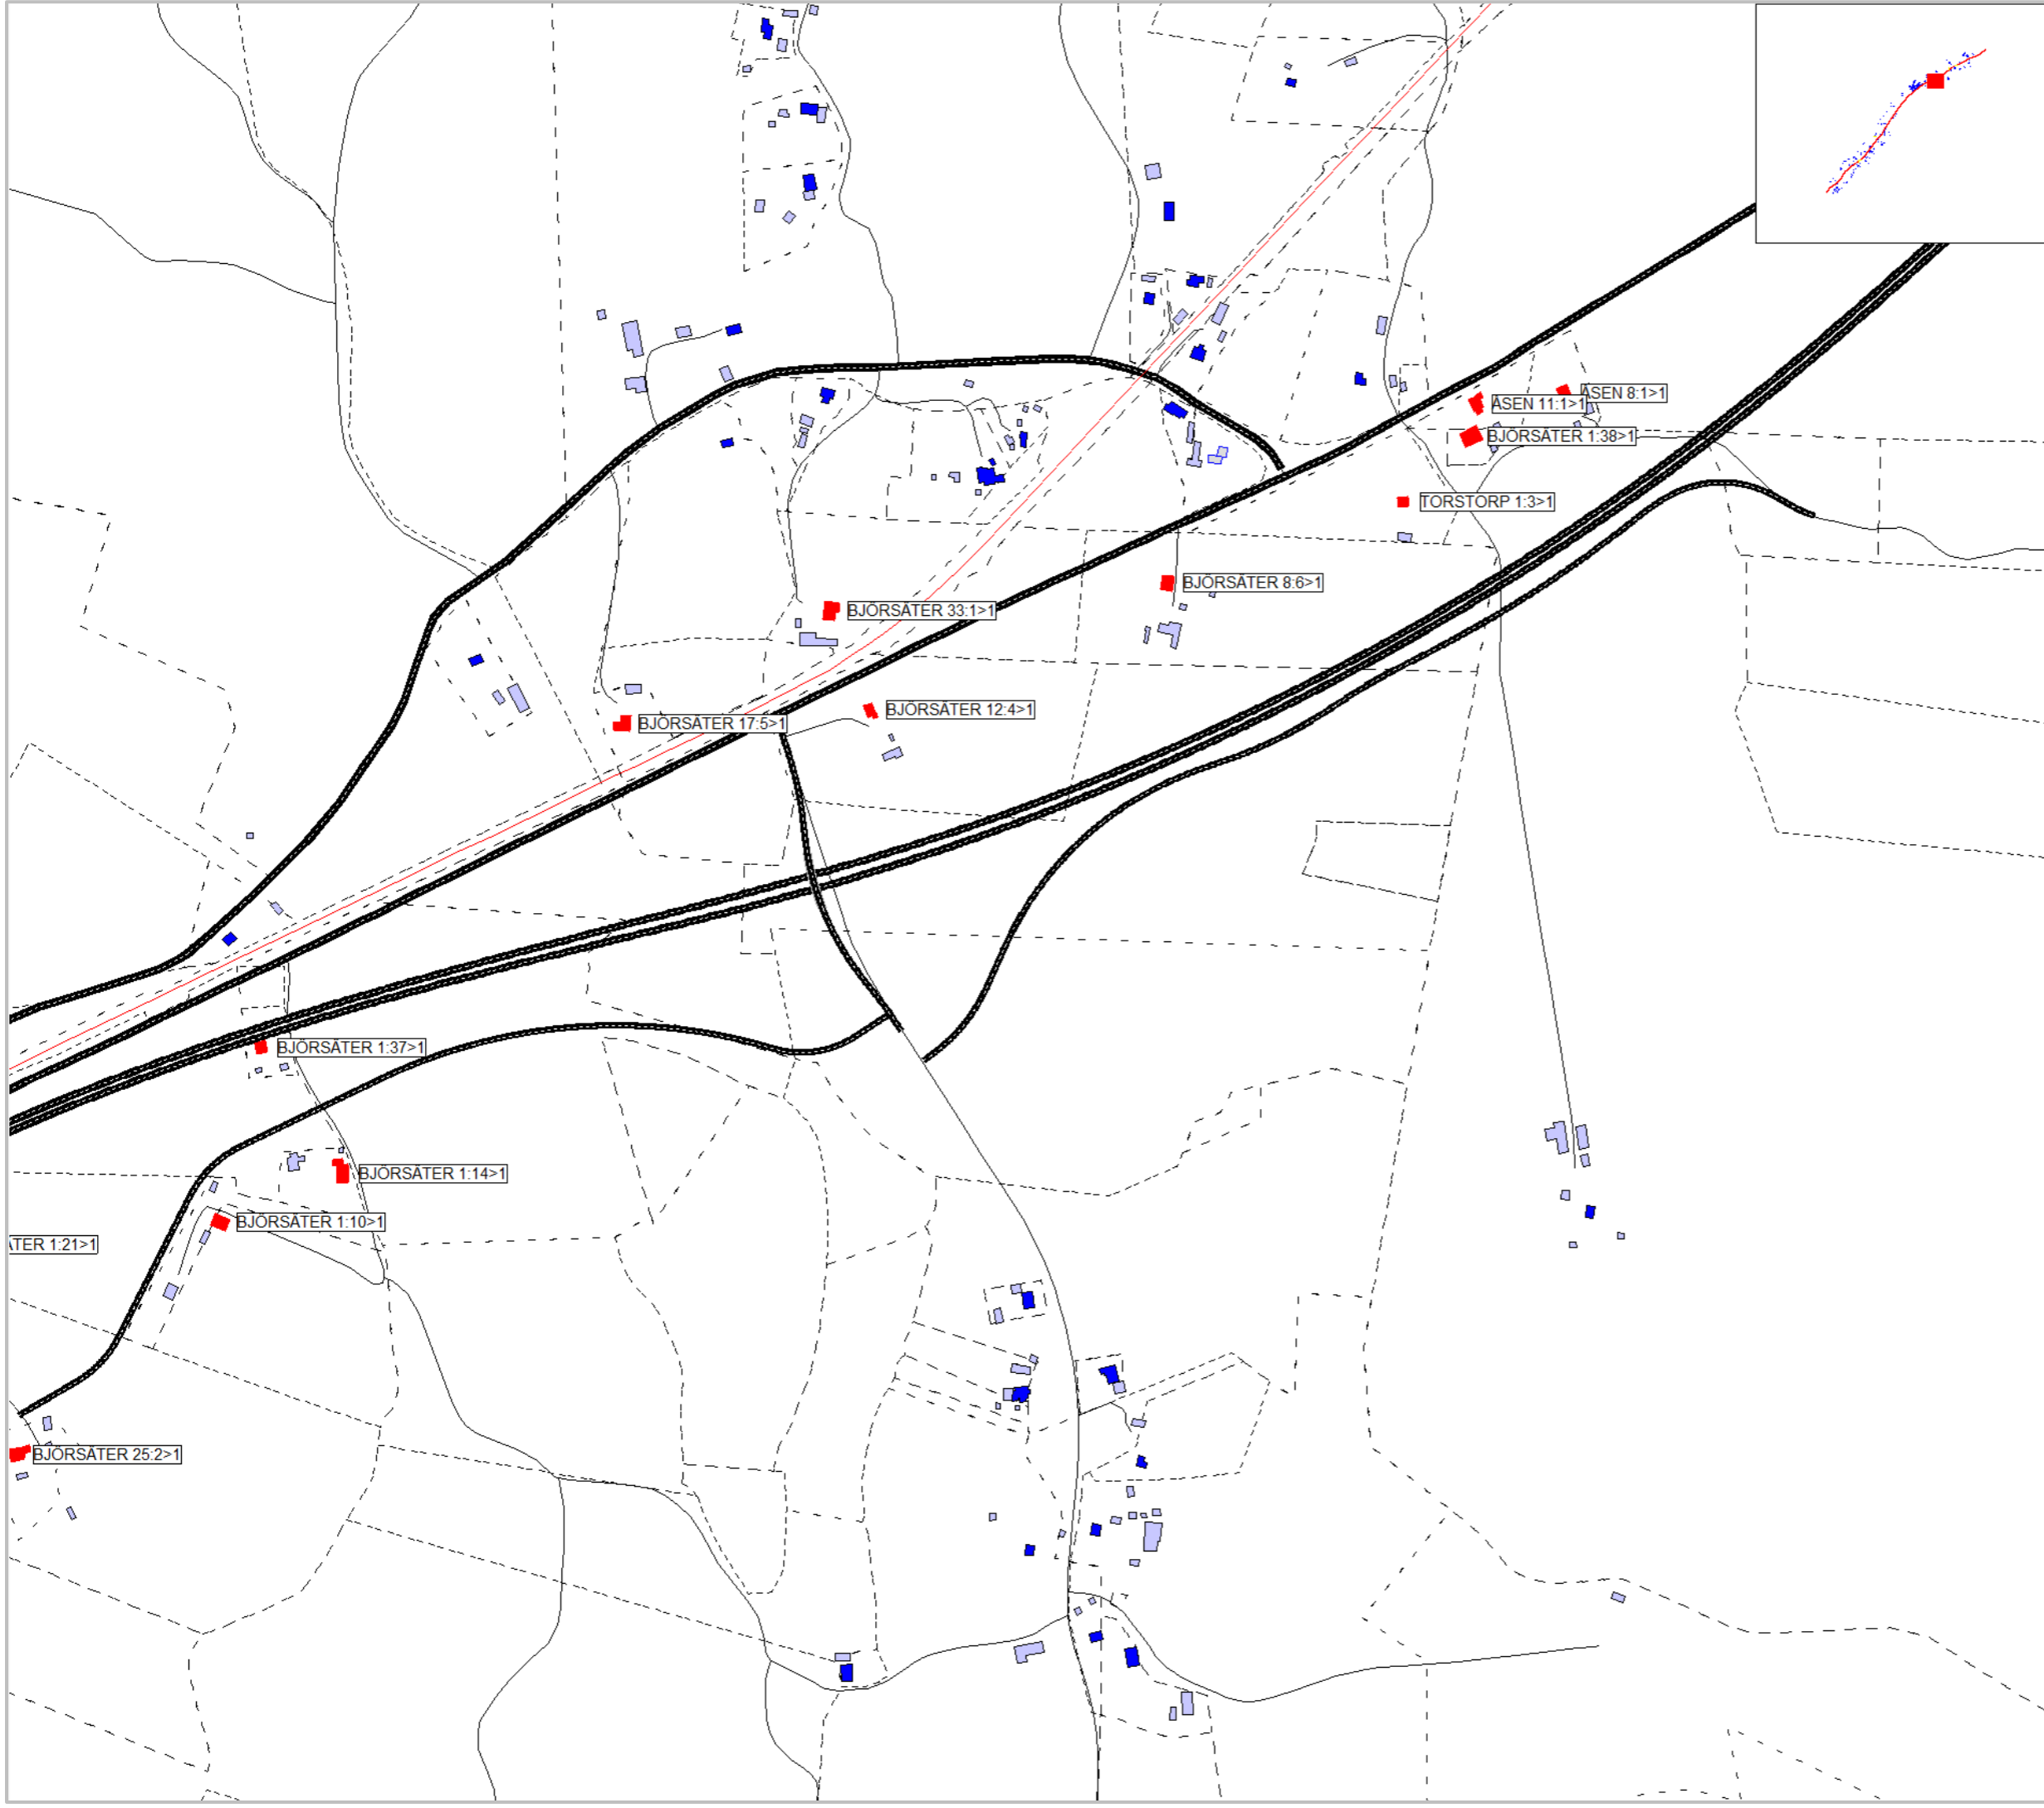 ÅSEN 8:1>1
ÅSEN 11:1>1
BJÖRSÄTER 1:38>1
TORSTORP 1:3>1
BJÖRSÄTER 8:6>1
BJÖRSÄTER 33:1>1
BJÖRSÄTER 12:4>1
BJÖRSÄTER 17:5>1
BJÖRSÄTER 1:37>1
BJÖRSÄTER 1:14>1
BJÖRSÄTER 1:10>1
ÄTER 1:21>1
BJÖRSÄTER 25:2>1